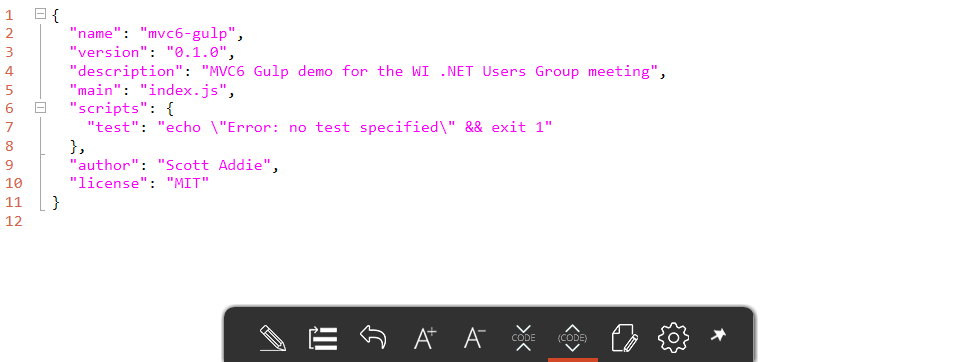 1 {
2 "name": "mvc6-gulp",
3 "version": "0.1.0",
4 "description": "MVC6 Gulp demo for the WI .NET Users Group meeting",
5 "main": "index.js",
6 "scripts": {
7 "test": "echo \"Error: no test specified\" && exit 1"
8 },
9 "author": "Scott Addie",
10 "license": "MIT"
11 }
12
A+ A- CODE (CODE)